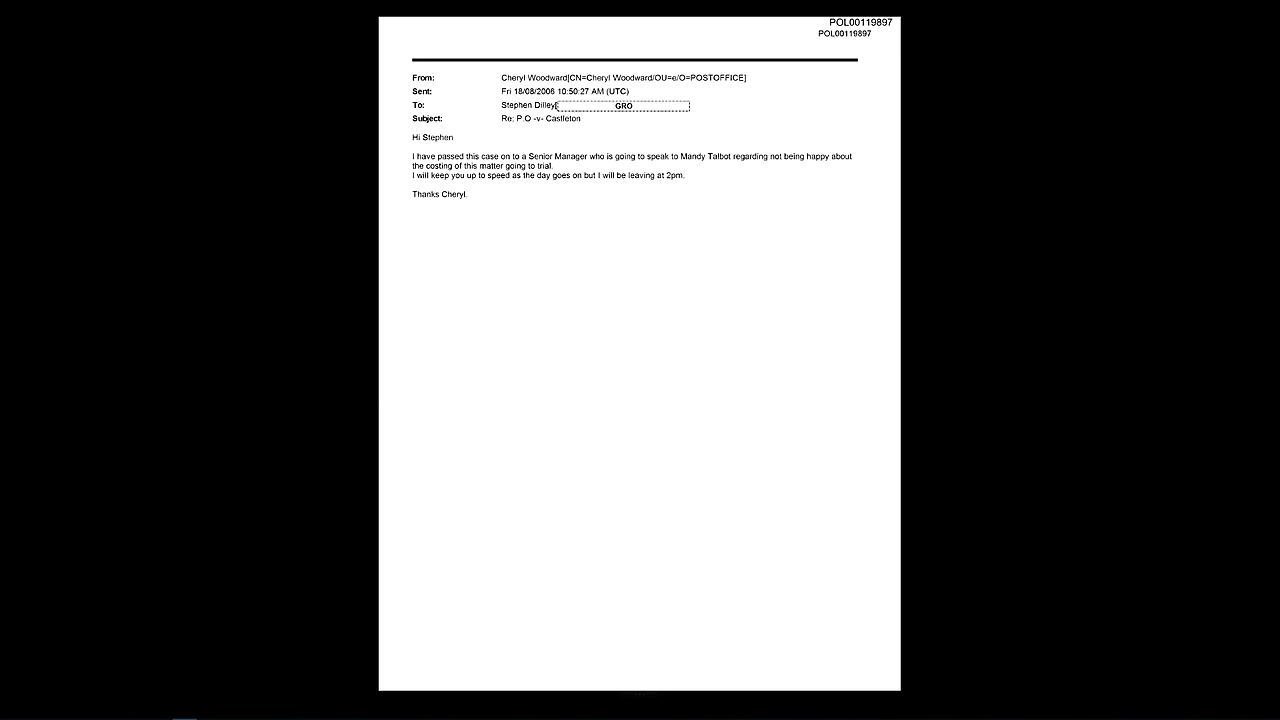 POL00119897
POL00119897
From: Cheryl Woodward[CN=Cheryl Woodward/OU=e/O=POSTOFFICE]
Sent: Fri 18/08/2006 10:50:27 AM (UTC)
To: Stephen Dilley[ GRO
Subject: Re: P.O -v- Castleton
Hi Stephen
I have passed this case on to a Senior Manager who is going to speak to Mandy Talbot regarding not being happy about
the costing of this matter going to trial.
I will keep you up to speed as the day goes on but I will be leaving at 2pm.
Thanks Cheryl.